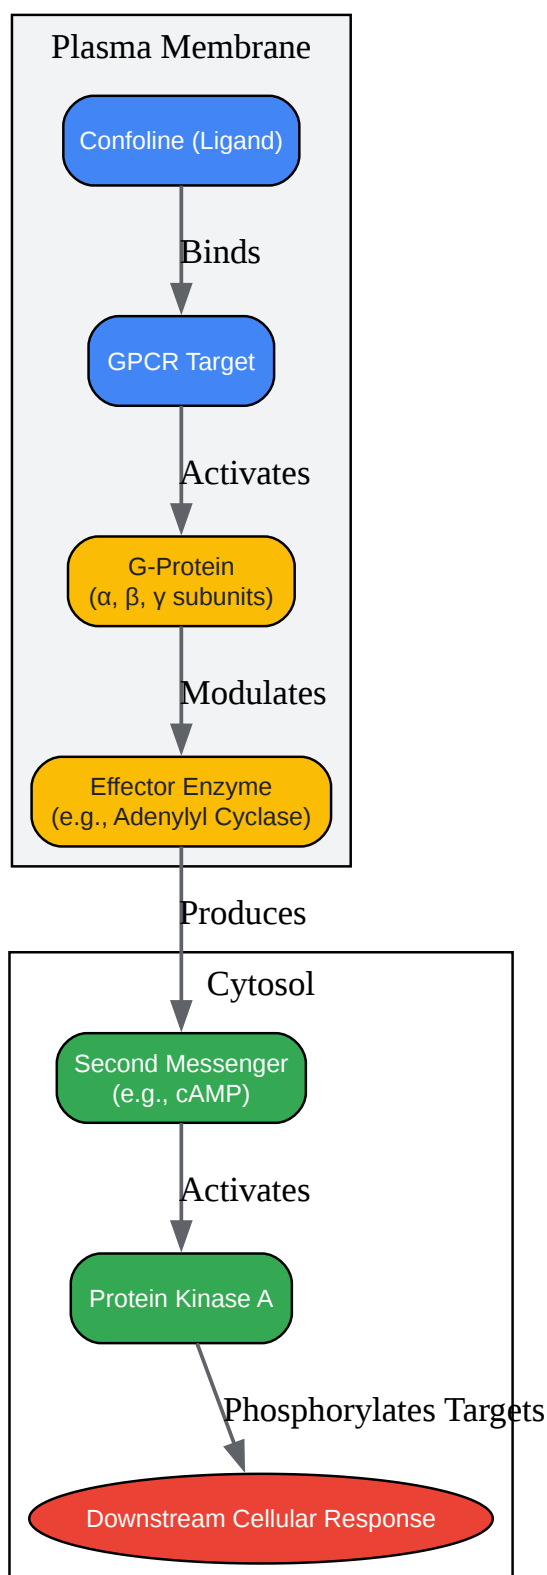 Plasma Membrane
Confoline (Ligand)
Binds
GPCR Target
Activates
G-Protein
(α, β, γ subunits)
Modulates
Effector Enzyme
(e.g., Adenylyl Cyclase)
Produces
Cytosol
Second Messenger
(e.g., cAMP)
Activates
Protein Kinase A
Phosphorylates Targets
Downstream Cellular Response